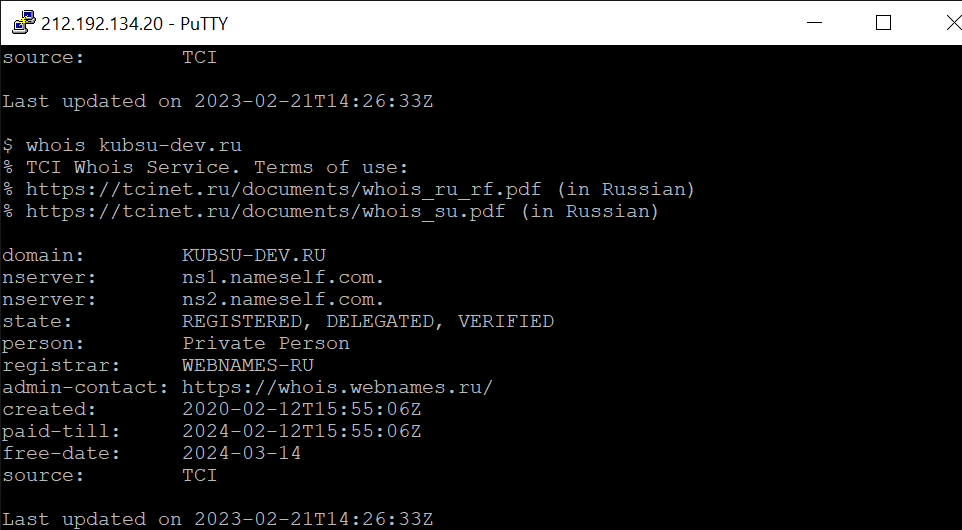 212.192.134.20 - PuTTY
source:        TCI
Last updated on 2023-02-21T14:26:33Z
$ whois kubsu-dev.ru
% TCI Whois Service. Terms of use:
% https://tcinet.ru/documents/whois_ru_rf.pdf (in Russian)
% https://tcinet.ru/documents/whois_su.pdf (in Russian)
domain:        KUBSU-DEV.RU
nserver:       ns1.nameself.com.
nserver:       ns2.nameself.com.
state:         REGISTERED, DELEGATED, VERIFIED
person:        Private Person
registrar:     WEBNAMES-RU
admin-contact: https://whois.webnames.ru/
created:       2020-02-12T15:55:06Z
paid-till:     2024-02-12T15:55:06Z
free-date:     2024-03-14
source:        TCI
Last updated on 2023-02-21T14:26:33Z